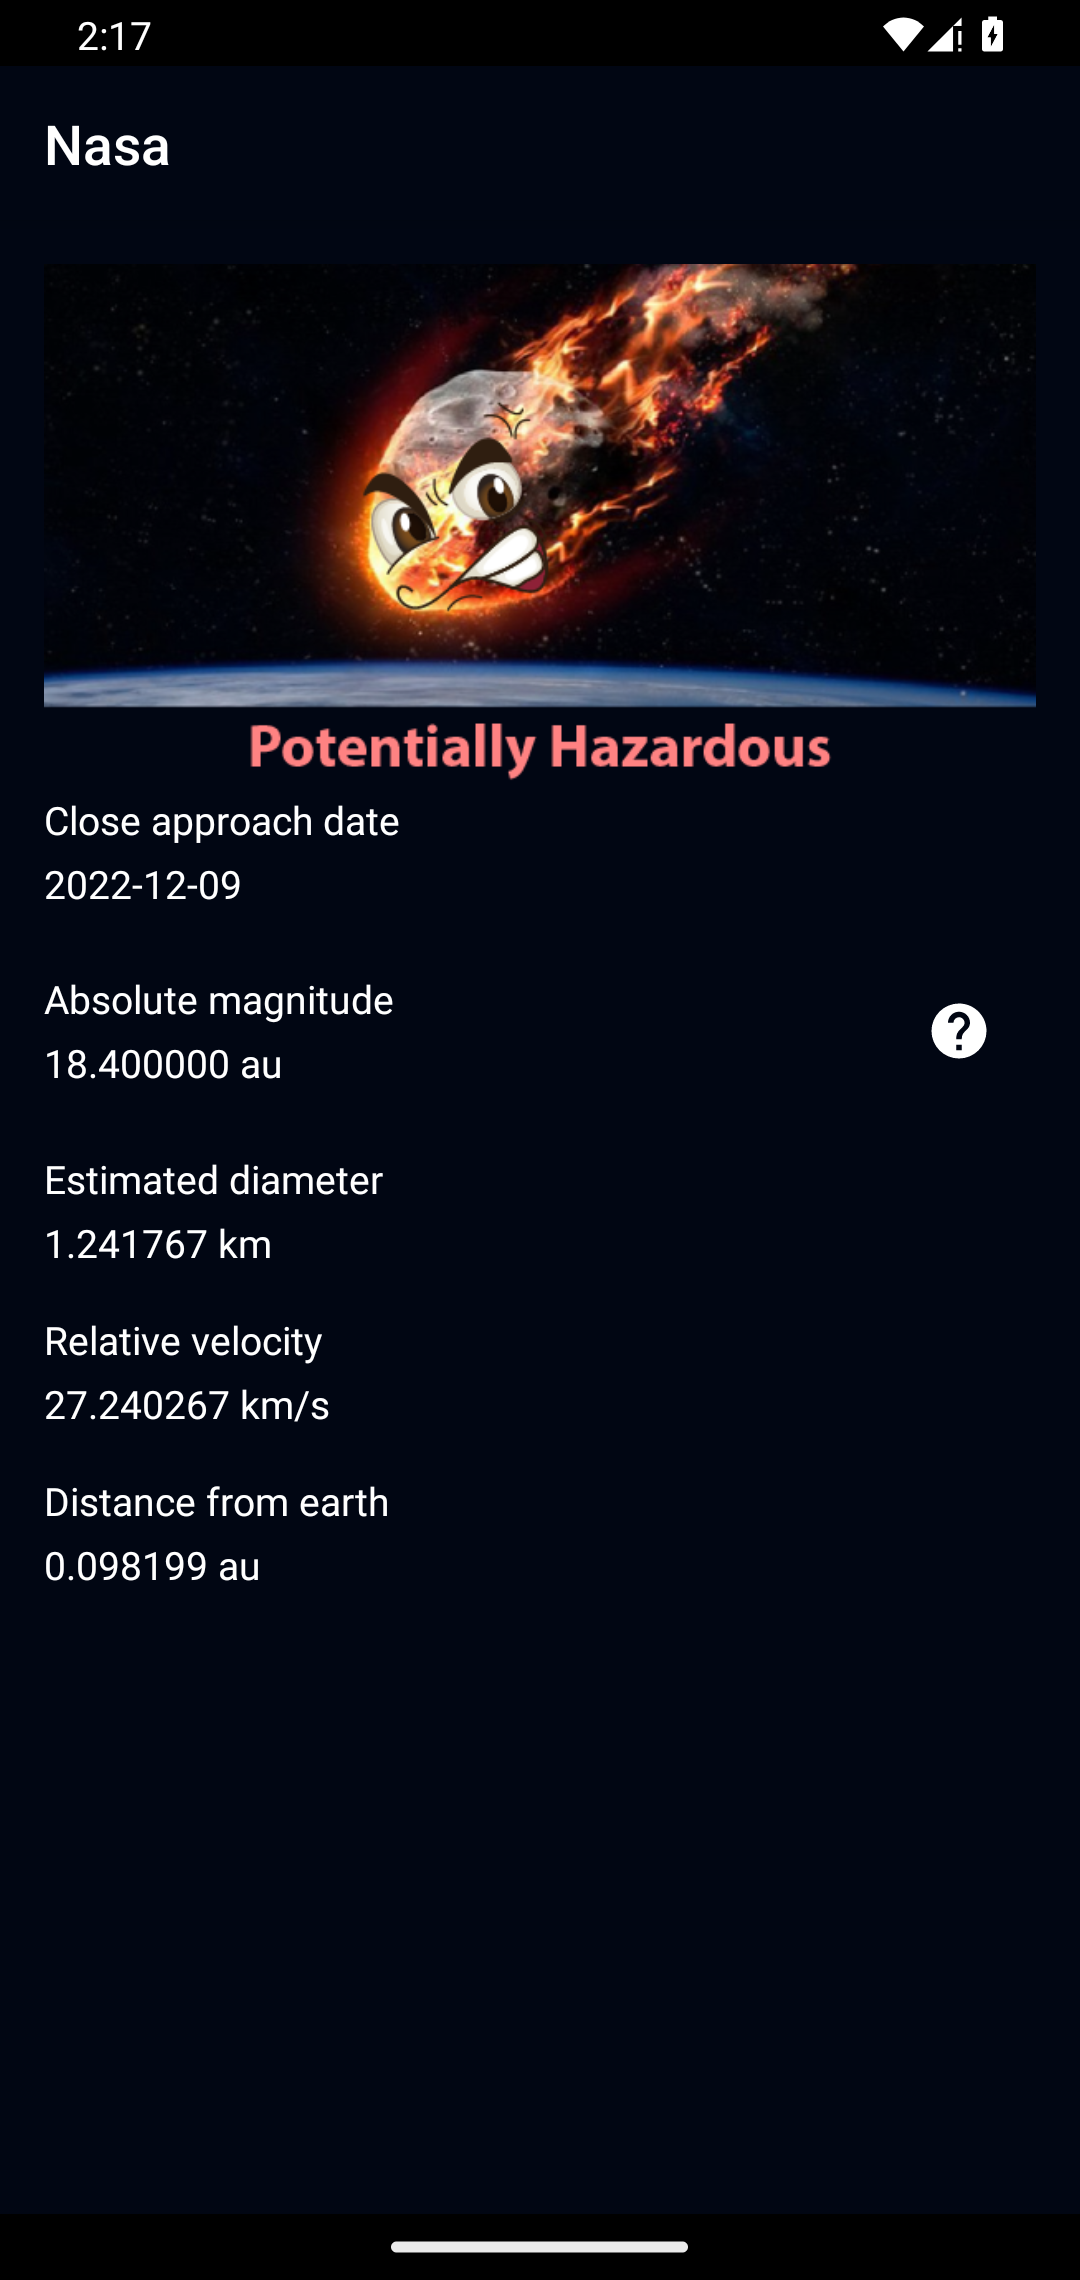 2:17
Nasa
Potentially Hazardous
Close approach date
2022-12-09
Absolute magnitude
18.400000 au
?
Estimated diameter
1.241767 km
Relative velocity
27.240267 km/s
Distance from earth
0.098199 au